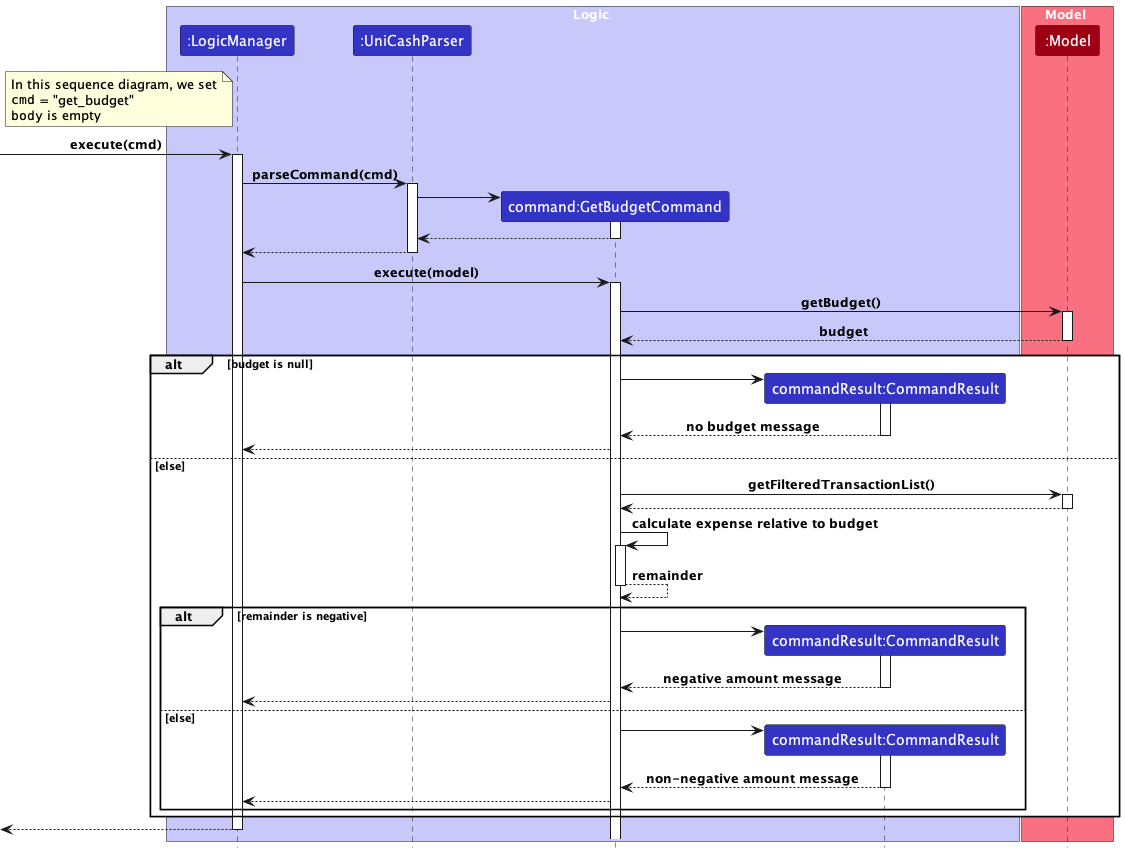 Logic
Model
:LogicManager
:UniCashParser
:Model
In this sequence diagram, we set
cmd = "get_budget"
body is empty
execute(cmd)
parseCommand(cmd)
command:GetBudgetCommand
execute(model)
getBudget()
budget
alt
[budget is null]
commandResult:CommandResult
no budget message
[else]
getFilteredTransactionList()
calculate expense relative to budget
remainder
alt
[remainder is negative]
commandResult:CommandResult
negative amount message
[else]
commandResult:CommandResult
non-negative amount message